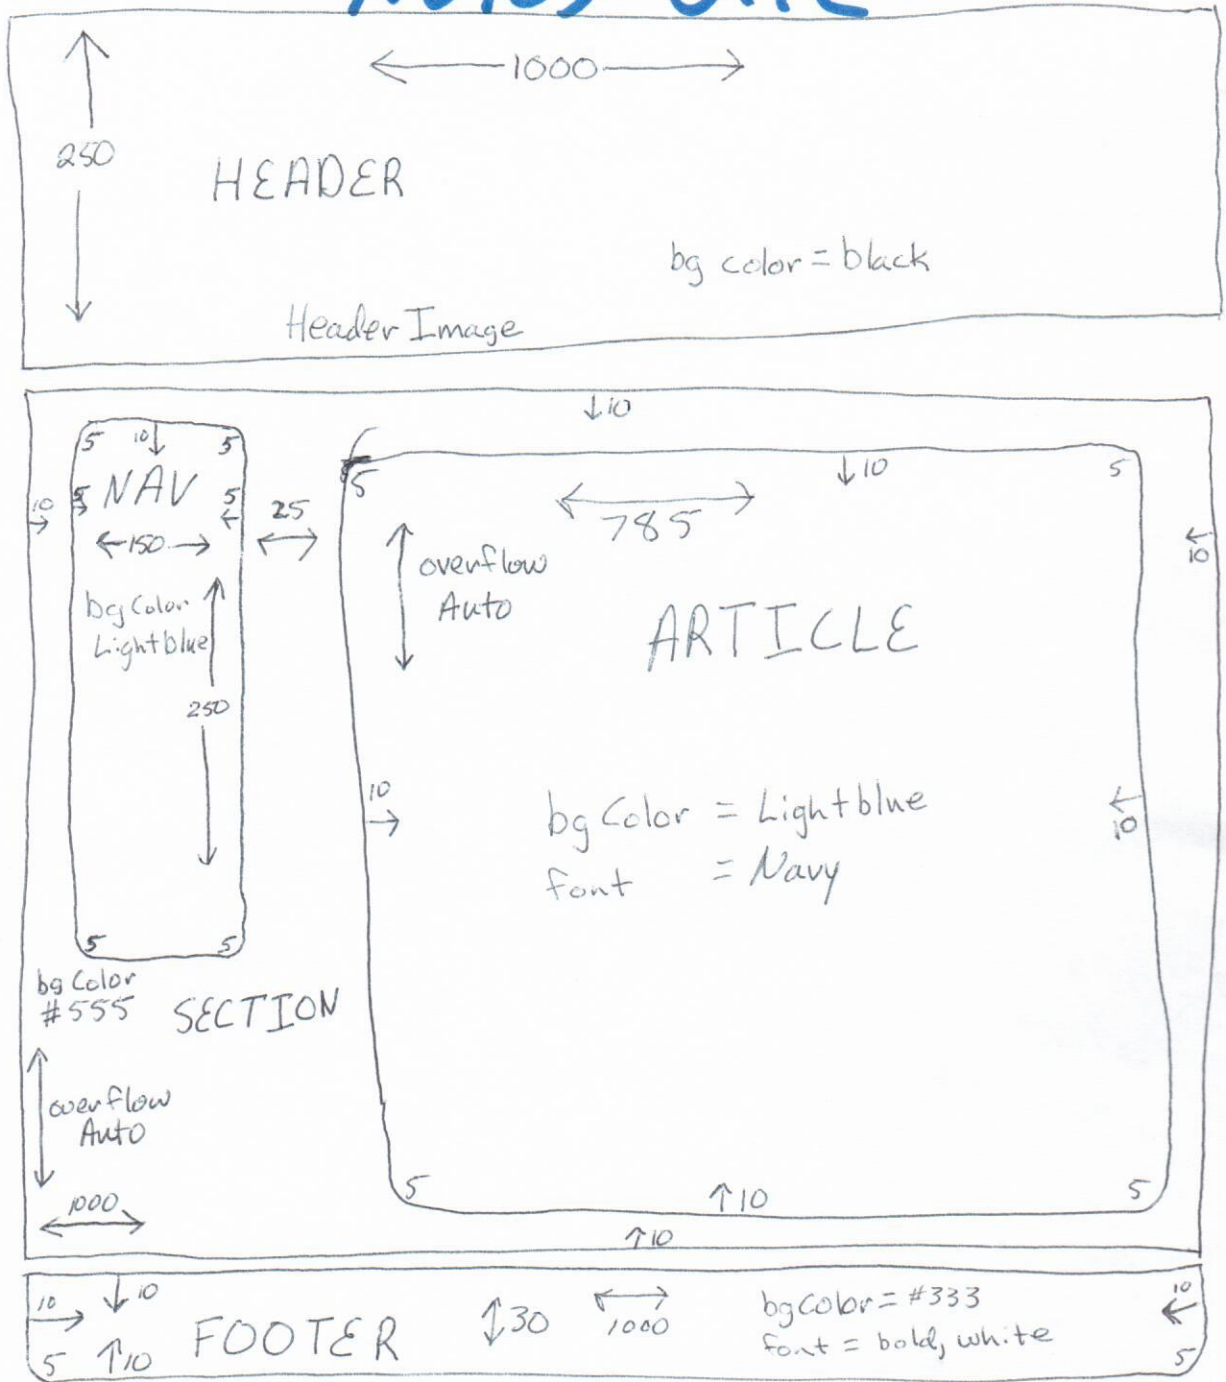 1000
250
HEADER
bg color = black
Header Image
↓10
5 10↓ 5
10 → 5 NAV 5
←150→
25
bg Color
Lightblue
250
5 5
5 ↓10 5
785
overflow
Auto
ARTICLE
10
10
bg Color = Lightblue
font = Navy
10
bg Color
#555
SECTION
overflow
Auto
1000
5 ↑10 5
↑10
10 ↓10
5 ↑10
FOOTER
↕30
1000
bg color = #333
font = bold, white
10
5